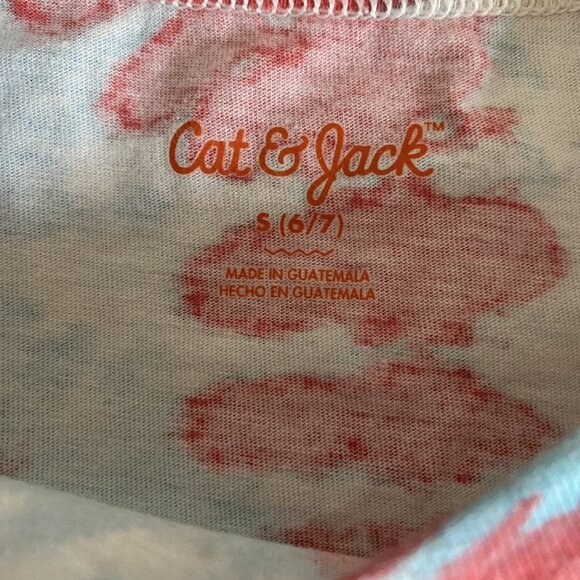 Cat & Jack™
S (6/7)
MADE IN GUATEMALA
HECHO EN GUATEMALA